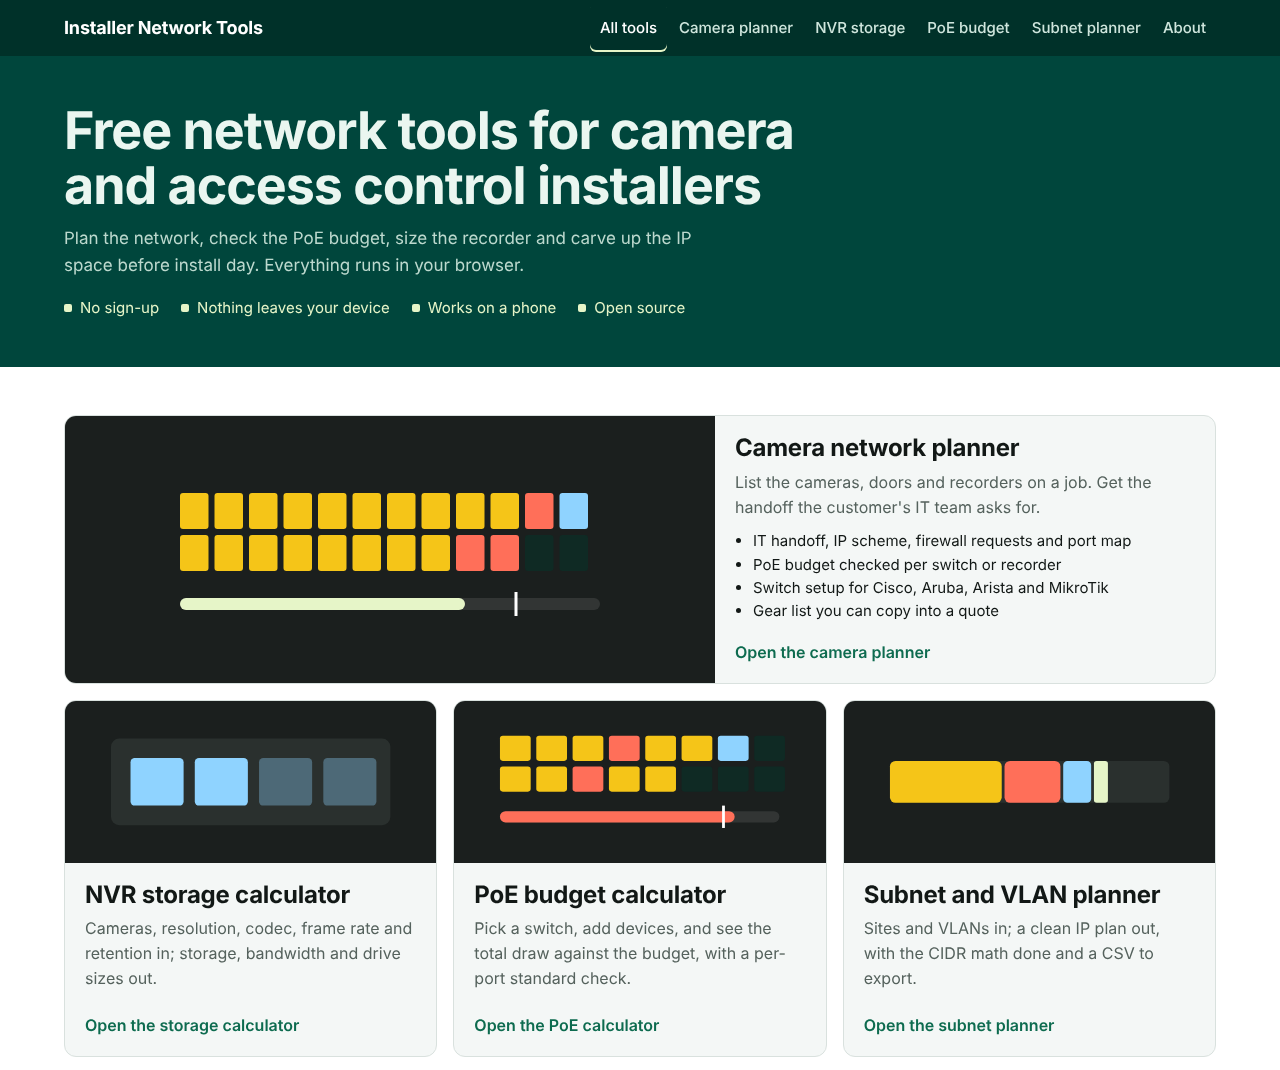 Installer Network Tools
All tools
Camera planner
NVR storage
PoE budget
Subnet planner
About
Free network tools for camera
and access control installers
Plan the network, check the PoE budget, size the recorder and carve up the IP
space before install day. Everything runs in your browser.
No sign-up
Nothing leaves your device
Works on a phone
Open source
Camera network planner
List the cameras, doors and recorders on a job. Get the
handoff the customer's IT team asks for.
IT handoff, IP scheme, firewall requests and port map
PoE budget checked per switch or recorder
Switch setup for Cisco, Aruba, Arista and MikroTik
Gear list you can copy into a quote
Open the camera planner
NVR storage calculator
Cameras, resolution, codec, frame rate and
retention in; storage, bandwidth and drive
sizes out.
Open the storage calculator
PoE budget calculator
Pick a switch, add devices, and see the
total draw against the budget, with a per-
port standard check.
Open the PoE calculator
Subnet and VLAN planner
Sites and VLANs in; a clean IP plan out,
with the CIDR math done and a CSV to
export.
Open the subnet planner